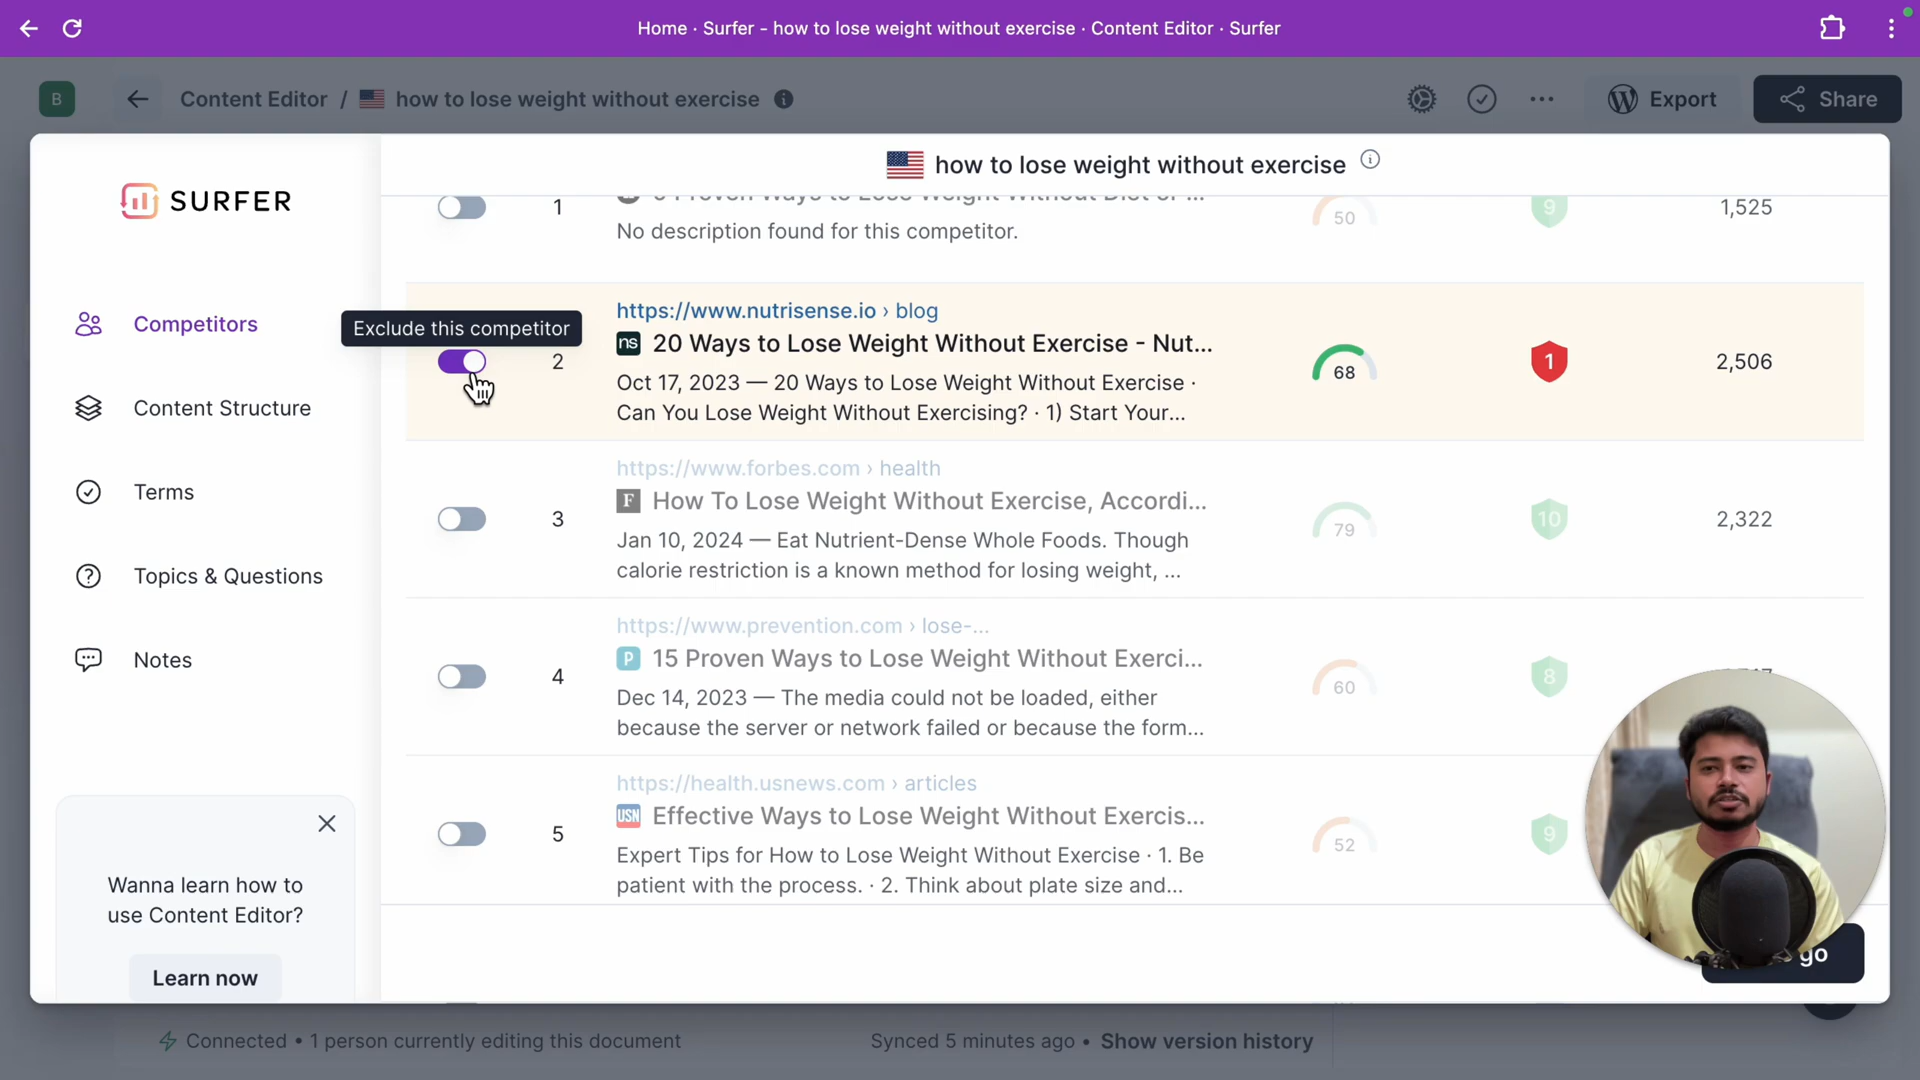 Home · Surfer - how to lose weight without exercise · Content Editor · Surfer
B
Content Editor / how to lose weight without exercise
Export
Share
SURFER
how to lose weight without exercise
Competitors
Content Structure
Terms
Topics & Questions
Notes
Wanna learn how to
use Content Editor?
Learn now
Exclude this competitor
1
No description found for this competitor.
50
9
1,525
2
https://www.nutrisense.io › blog
ns 20 Ways to Lose Weight Without Exercise - Nut...
Oct 17, 2023 — 20 Ways to Lose Weight Without Exercise ·
Can You Lose Weight Without Exercising? · 1) Start Your...
68
1
2,506
3
https://www.forbes.com › health
F How To Lose Weight Without Exercise, Accordi...
Jan 10, 2024 — Eat Nutrient-Dense Whole Foods. Though
calorie restriction is a known method for losing weight, ...
79
10
2,322
4
https://www.prevention.com › lose-...
P 15 Proven Ways to Lose Weight Without Exerci...
Dec 14, 2023 — The media could not be loaded, either
because the server or network failed or because the form...
60
8
5
https://health.usnews.com › articles
USN Effective Ways to Lose Weight Without Exercis...
Expert Tips for How to Lose Weight Without Exercise · 1. Be
patient with the process. · 2. Think about plate size and...
52
9
go
Connected • 1 person currently editing this document
Synced 5 minutes ago • Show version history